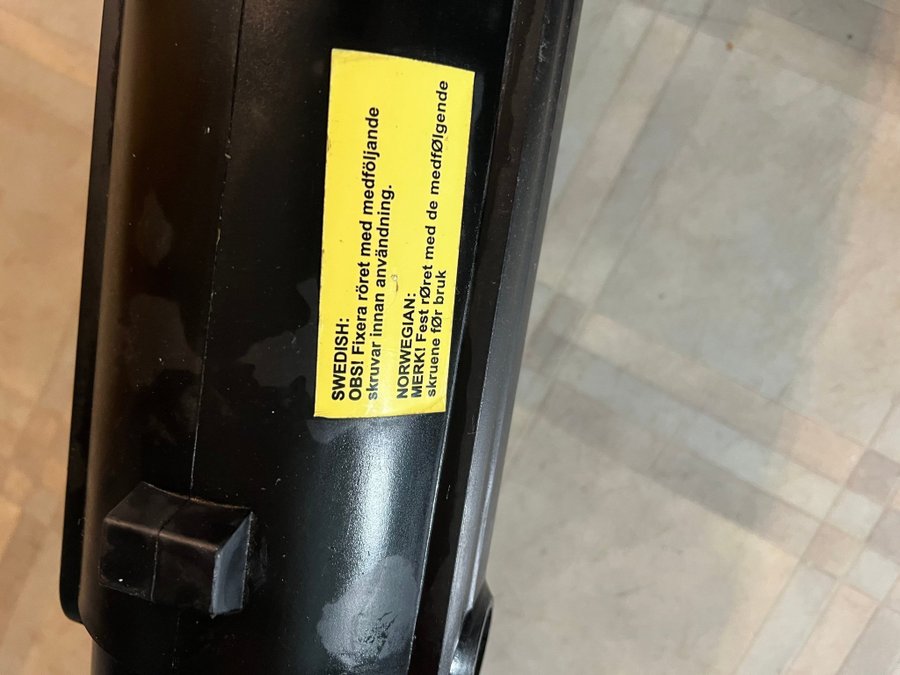 SWEDISH:
OBS! Fixera röret med medföljande
skruvar innan användning.
NORWEGIAN:
MERK! Fest rØret med de medfØlgende
skruene fØr bruk